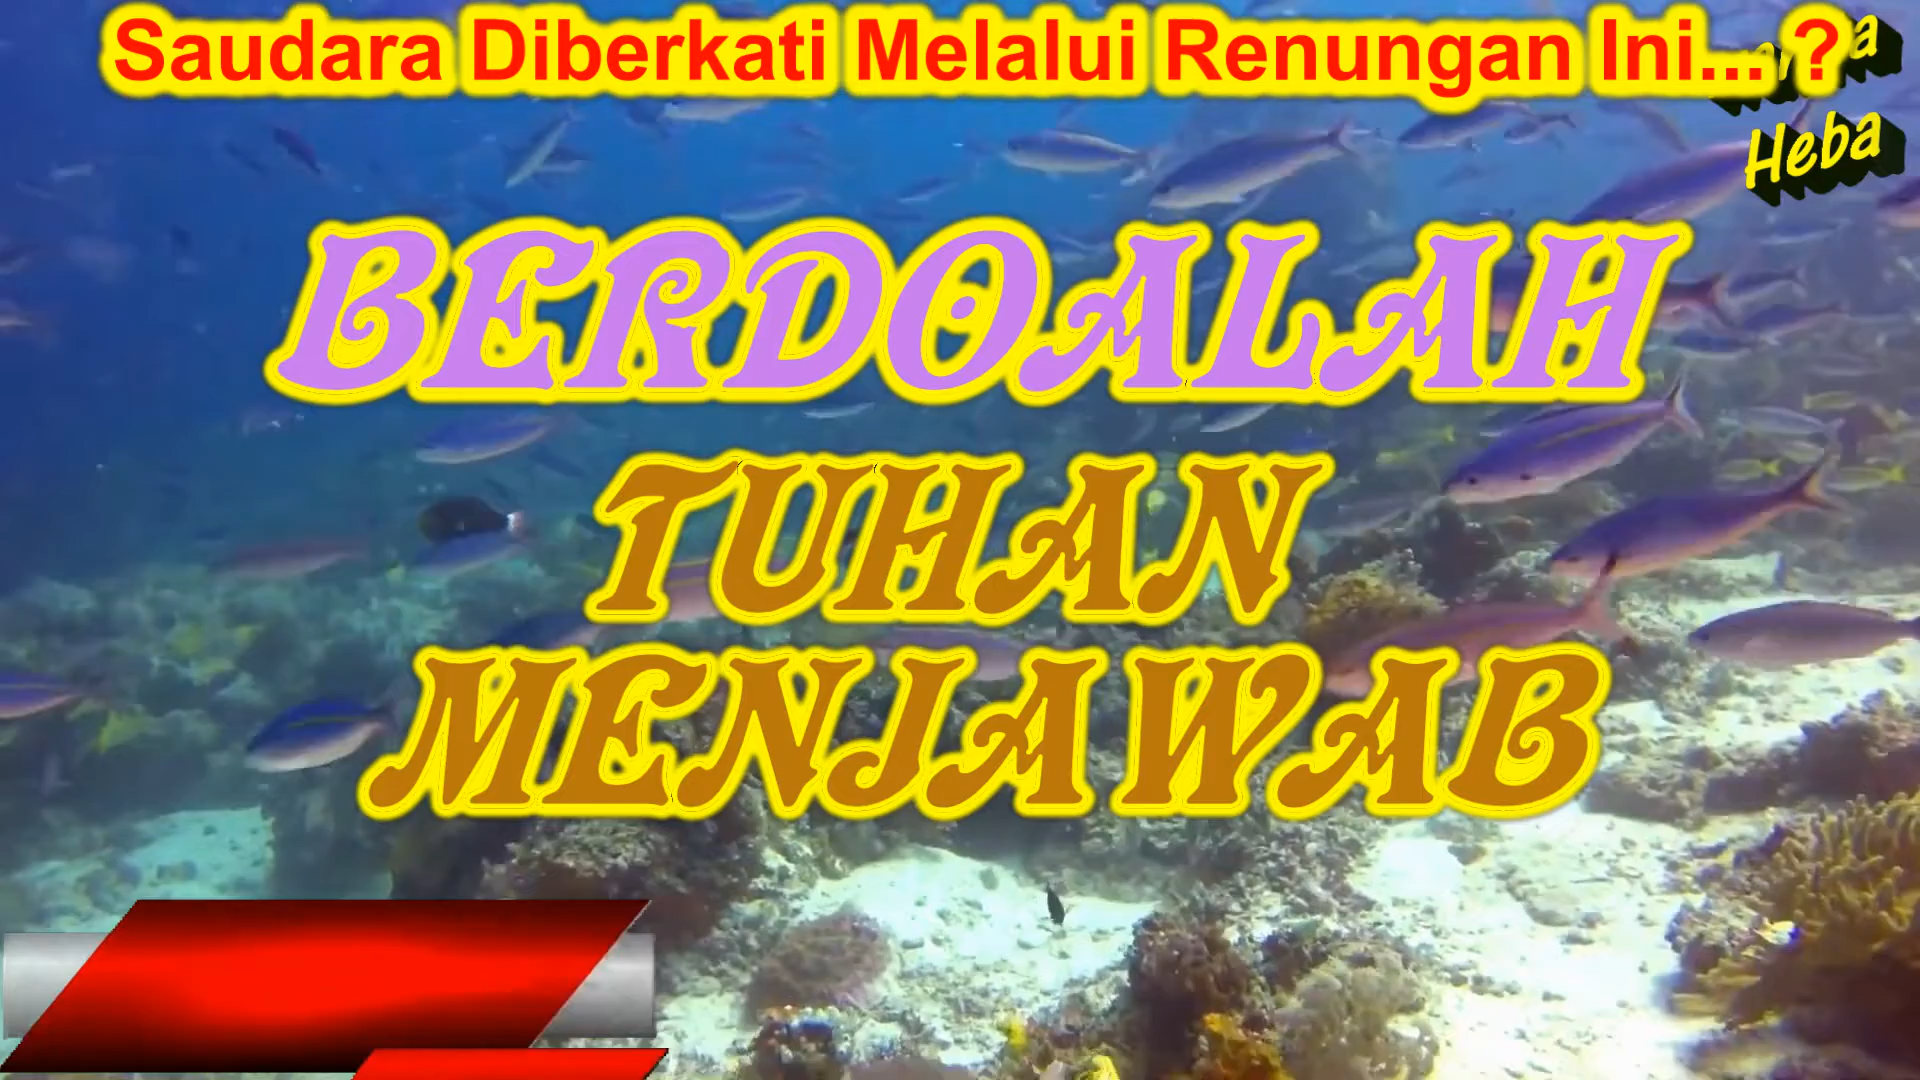 Saudara Diberkati Melalui Renungan Ini... ?
Heba
BERDOALAH
TUHAN
MENJAWAB